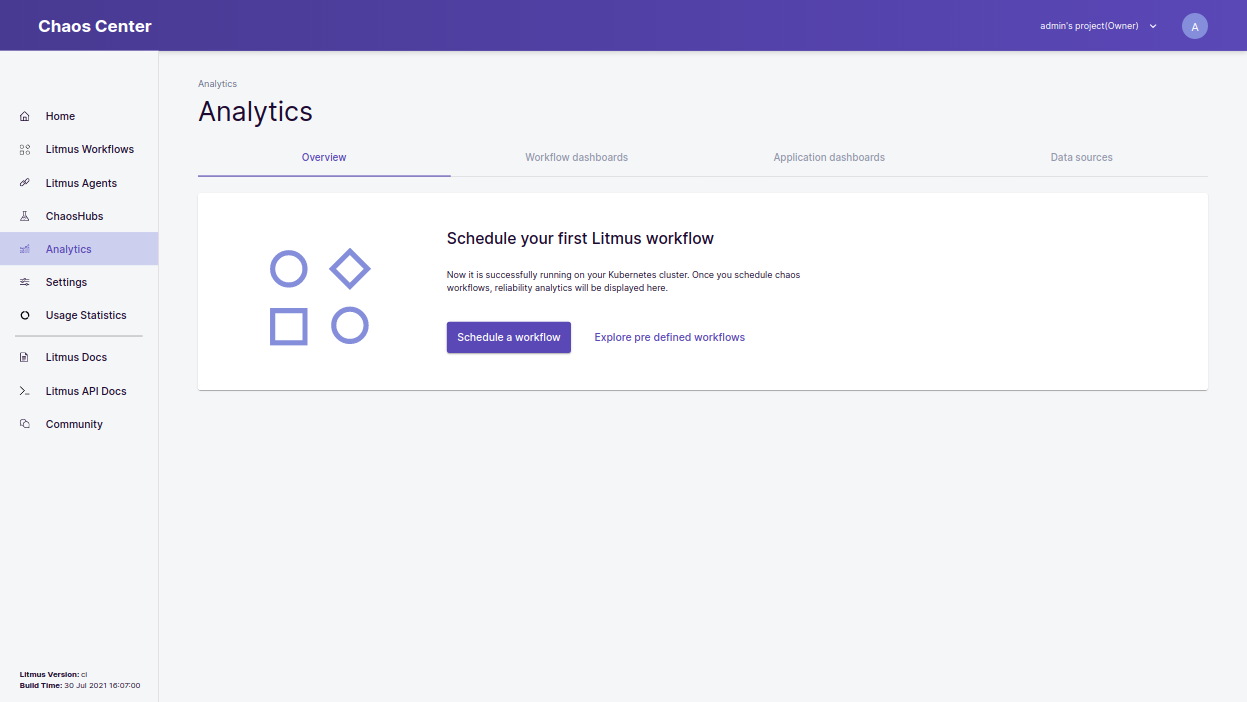 Chaos Center
admin's project(Owner)
A
Home
Litmus Workflows
Litmus Agents
ChaosHubs
Analytics
Settings
Usage Statistics
Litmus Docs
Litmus API Docs
Community
Litmus Version: ci
Build Time: 30 Jul 2021 16:07:00
Analytics
Analytics
Overview
Workflow dashboards
Application dashboards
Data sources
Schedule your first Litmus workflow
Now it is successfully running on your Kubernetes cluster. Once you schedule chaos
workflows, reliability analytics will be displayed here.
Schedule a workflow
Explore pre defined workflows